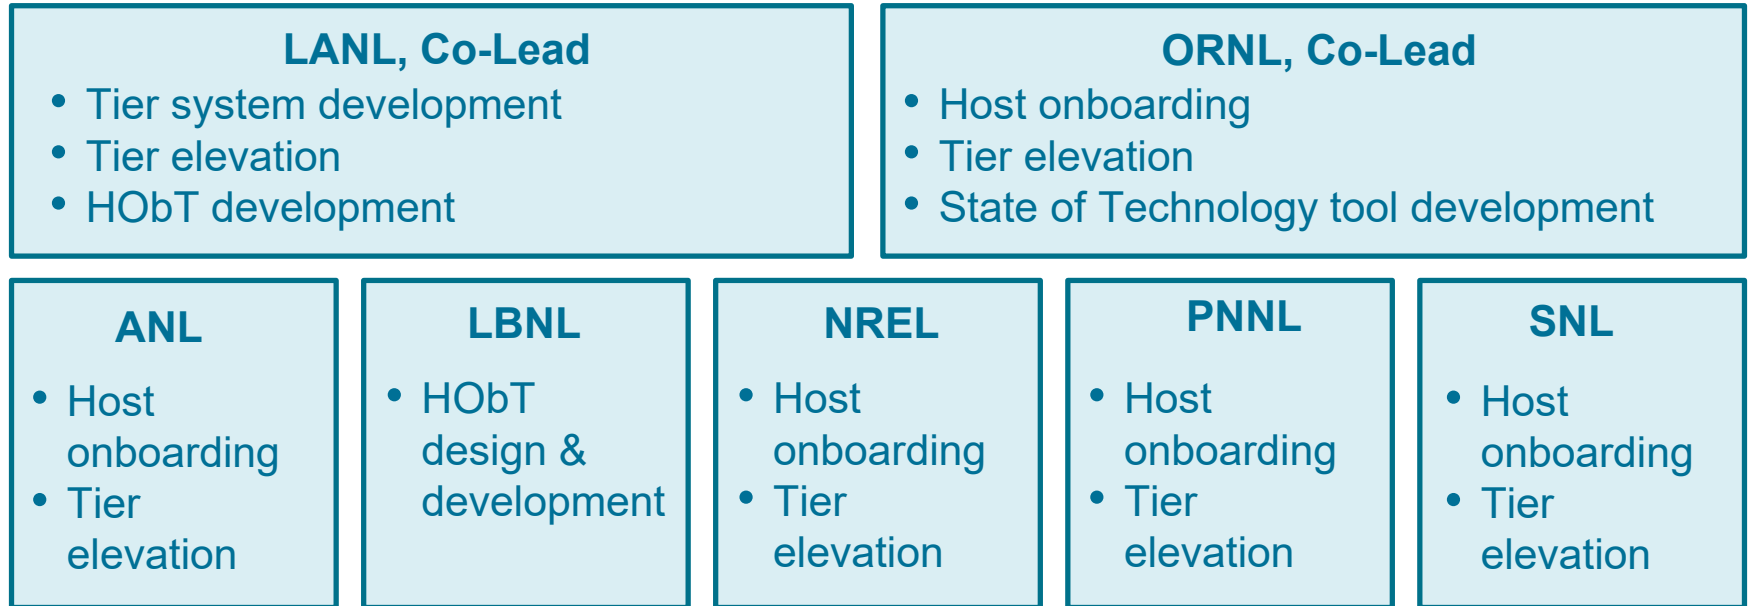 LANL, Co-Lead
• Tier system development
• Tier elevation
• HObT development
ORNL, Co-Lead
• Host onboarding
• Tier elevation
• State of Technology tool development
ANL
• Host
onboarding
• Tier
elevation
LBNL
• HObT
design &
development
NREL
• Host
onboarding
• Tier
elevation
PNNL
• Host
onboarding
• Tier
elevation
SNL
• Host
onboarding
• Tier
elevation